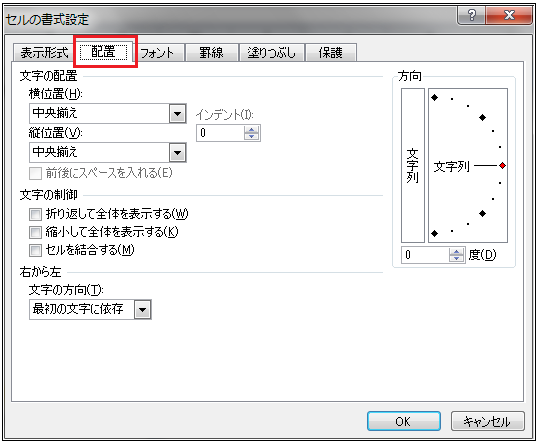 セルの書式設定
表示形式 配置 フォント 罫線 塗りつぶし 保護
文字の配置
横位置(H):
中央揃え
インデント(I):
0
縦位置(V):
中央揃え
前後にスペースを入れる(E)
文字の制御
折り返して全体を表示する(W)
縮小して全体を表示する(K)
セルを結合する(M)
右から左
文字の方向(T):
最初の文字に依存
方向
文字列
文字列
0 度(D)
OK キャンセル